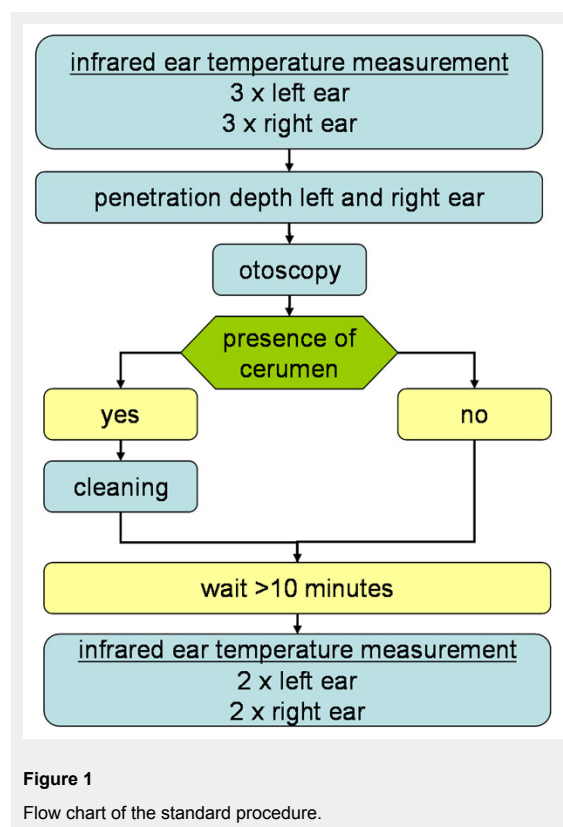 infrared ear temperature measurement
3 x left ear
3 x right ear
penetration depth left and right ear
otoscopy
presence of
cerumen
yes
no
cleaning
wait >10 minutes
infrared ear temperature measurement
2 x left ear
2 x right ear
Figure 1
Flow chart of the standard procedure.